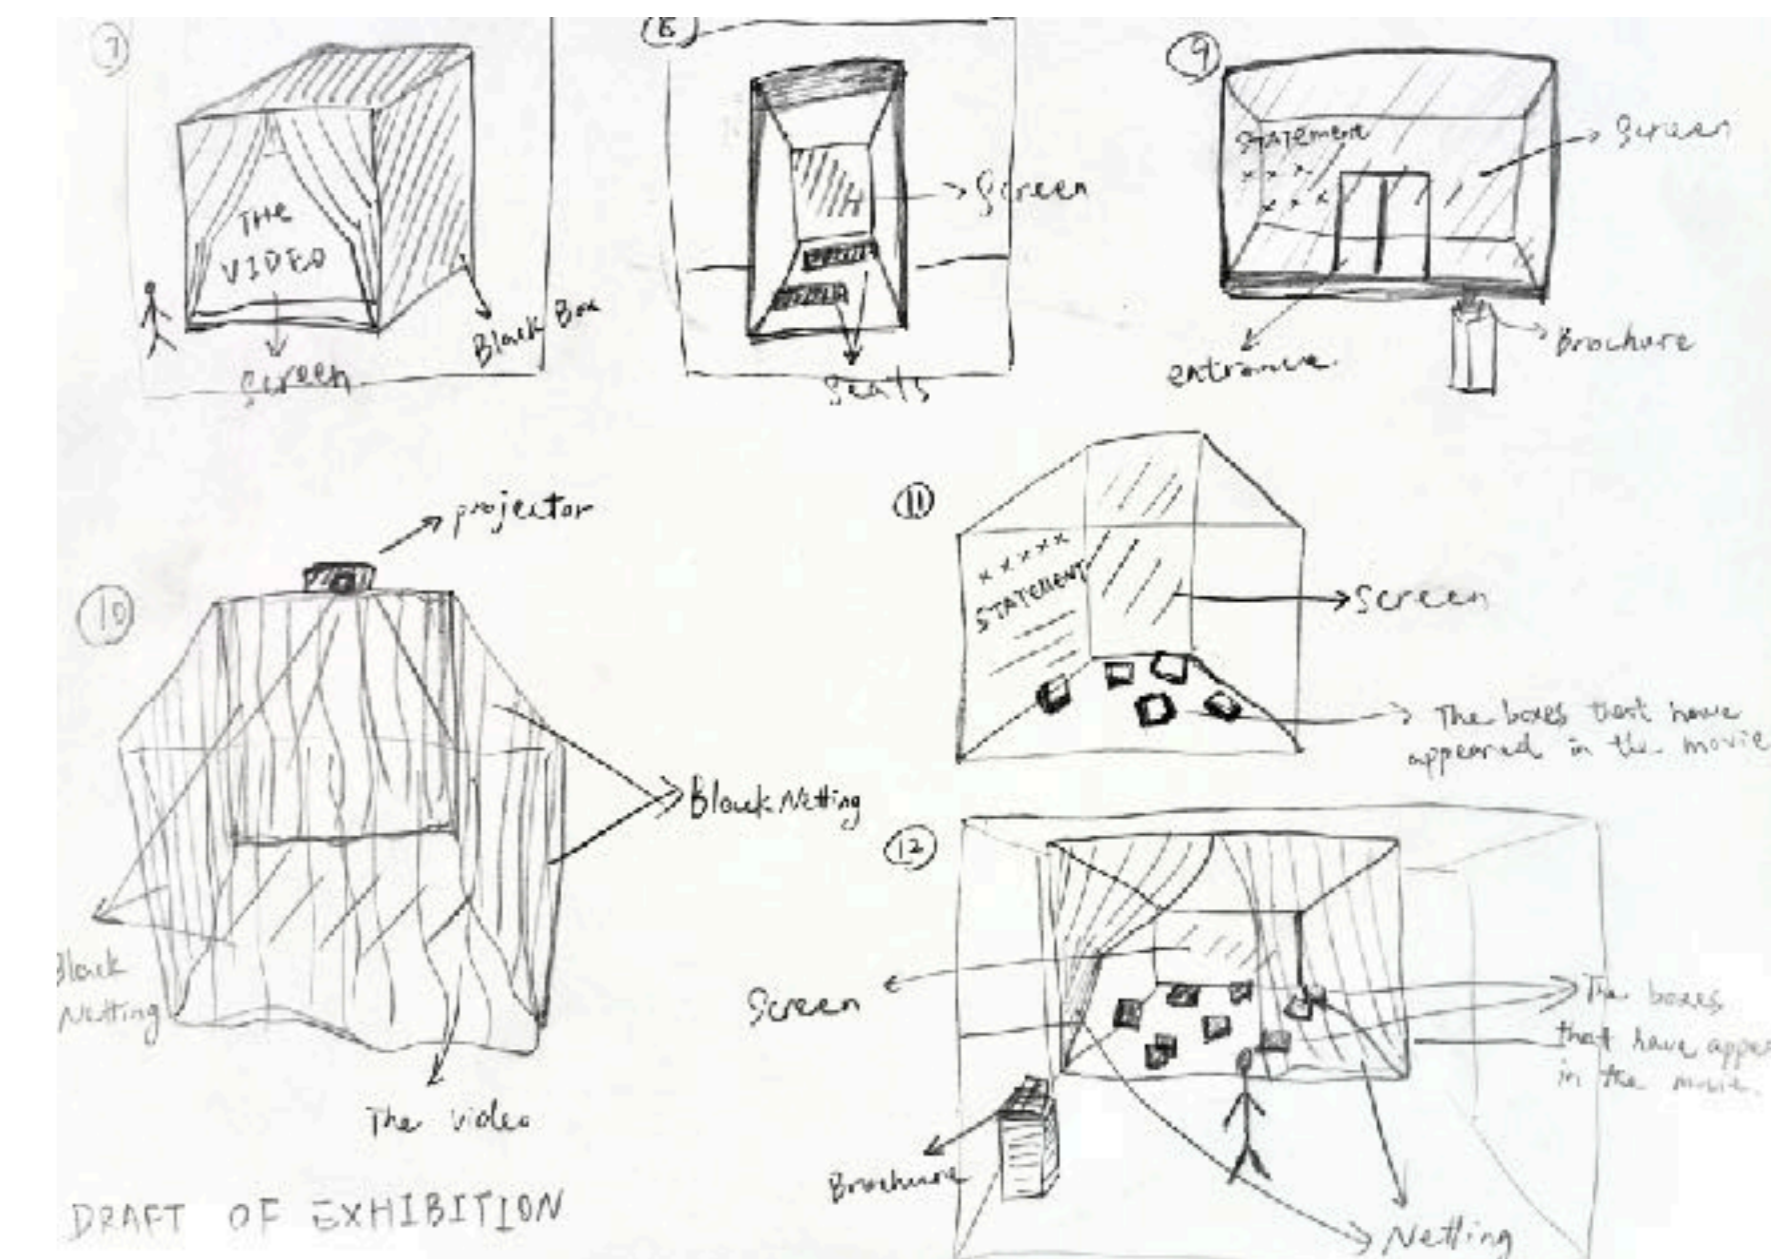 7
THE
VIDEO
Screen
Black Box
8
Screen
Seats
9
STATEMENT
x x x
x x x
Screen
entrance
Brochure
10
projector
Black Netting
Black
Netting
The video
11
x x x x x
STATEMENT
Screen
The boxes that have
appeared in the movie
12
Screen
The boxes
that have appea
in the movie.
Brochure
Netting
DRAFT OF EXHIBITION